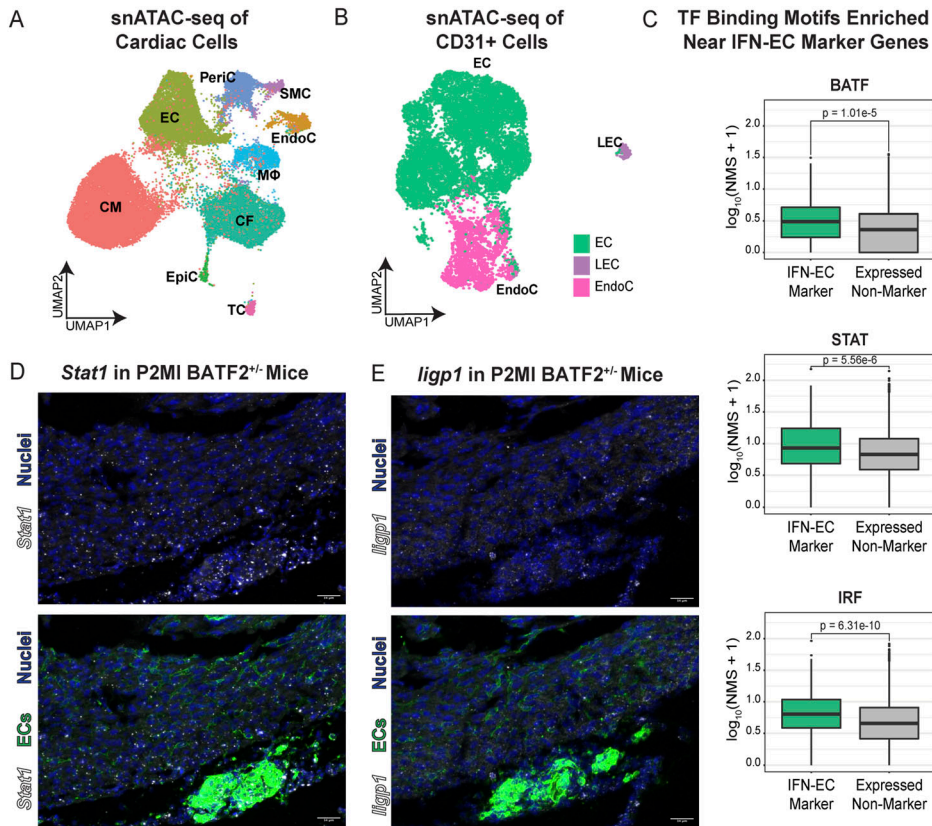 A
snATAC-seq of
Cardiac Cells
PeriC
SMC
EC
EndoC
MΦ
CM
CF
EpiC
TC
UMAP2
UMAP1
B
snATAC-seq of
CD31+ Cells
EC
LEC
EndoC
EC
LEC
EndoC
UMAP2
UMAP1
C
TF Binding Motifs Enriched
Near IFN-EC Marker Genes
BATF
p = 1.01e-5
log10(NMS + 1)
2.0
1.5
1.0
0.5
0.0
IFN-EC
Marker
Expressed
Non-Marker
STAT
p = 5.56e-6
log10(NMS + 1)
2.0
1.5
1.0
0.5
0.0
IFN-EC
Marker
Expressed
Non-Marker
IRF
p = 6.31e-10
log10(NMS + 1)
2.0
1.5
1.0
0.5
0.0
IFN-EC
Marker
Expressed
Non-Marker
D
Stat1 in P2MI BATF2+/- Mice
Stat1 Nuclei
Stat1 ECs Nuclei
E
Iigp1 in P2MI BATF2+/- Mice
Iigp1 Nuclei
Iigp1 ECs Nuclei